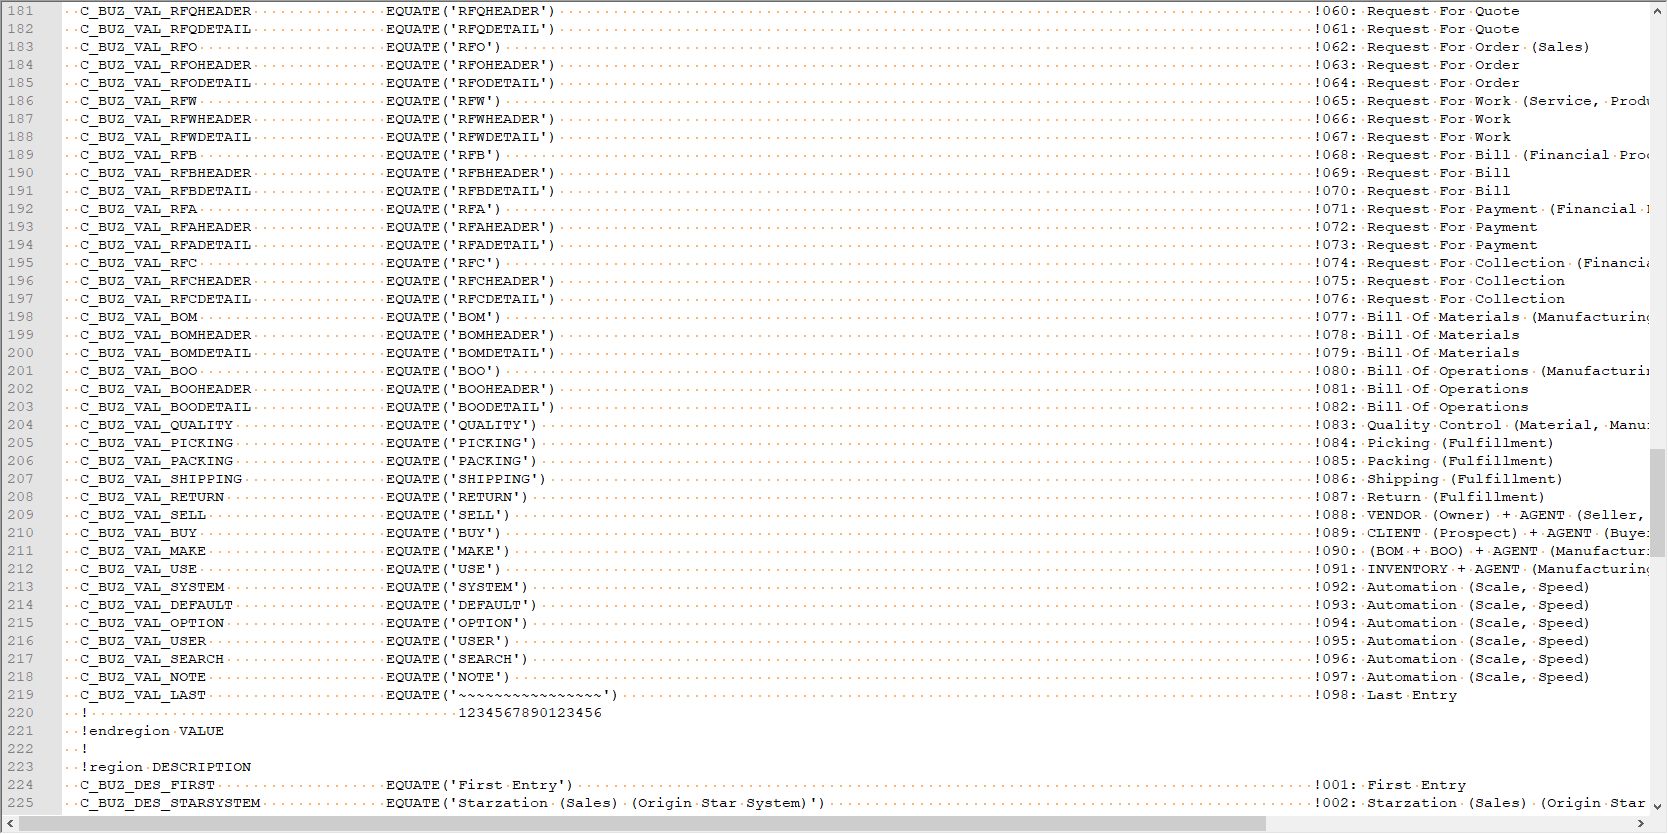 181 C_BUZ_VAL_RFQHEADER EQUATE('RFQHEADER') !060: Request For Quote
182 C_BUZ_VAL_RFQDETAIL EQUATE('RFQDETAIL') !061: Request For Quote
183 C_BUZ_VAL_RFO EQUATE('RFO') !062: Request For Order (Sales)
184 C_BUZ_VAL_RFOHEADER EQUATE('RFOHEADER') !063: Request For Order
185 C_BUZ_VAL_RFODETAIL EQUATE('RFODETAIL') !064: Request For Order
186 C_BUZ_VAL_RFW EQUATE('RFW') !065: Request For Work (Service, Produ
187 C_BUZ_VAL_RFWHEADER EQUATE('RFWHEADER') !066: Request For Work
188 C_BUZ_VAL_RFWDETAIL EQUATE('RFWDETAIL') !067: Request For Work
189 C_BUZ_VAL_RFB EQUATE('RFB') !068: Request For Bill (Financial Proc
190 C_BUZ_VAL_RFBHEADER EQUATE('RFBHEADER') !069: Request For Bill
191 C_BUZ_VAL_RFBDETAIL EQUATE('RFBDETAIL') !070: Request For Bill
192 C_BUZ_VAL_RFA EQUATE('RFA') !071: Request For Payment (Financial
193 C_BUZ_VAL_RFAHEADER EQUATE('RFAHEADER') !072: Request For Payment
194 C_BUZ_VAL_RFADETAIL EQUATE('RFADETAIL') !073: Request For Payment
195 C_BUZ_VAL_RFC EQUATE('RFC') !074: Request For Collection (Financia
196 C_BUZ_VAL_RFCHEADER EQUATE('RFCHEADER') !075: Request For Collection
197 C_BUZ_VAL_RFCDETAIL EQUATE('RFCDETAIL') !076: Request For Collection
198 C_BUZ_VAL_BOM EQUATE('BOM') !077: Bill Of Materials (Manufacturing
199 C_BUZ_VAL_BOMHEADER EQUATE('BOMHEADER') !078: Bill Of Materials
200 C_BUZ_VAL_BOMDETAIL EQUATE('BOMDETAIL') !079: Bill Of Materials
201 C_BUZ_VAL_BOO EQUATE('BOO') !080: Bill Of Operations (Manufacturin
202 C_BUZ_VAL_BOOHEADER EQUATE('BOOHEADER') !081: Bill Of Operations
203 C_BUZ_VAL_BOODETAIL EQUATE('BOODETAIL') !082: Bill Of Operations
204 C_BUZ_VAL_QUALITY EQUATE('QUALITY') !083: Quality Control (Material, Manu
205 C_BUZ_VAL_PICKING EQUATE('PICKING') !084: Picking (Fulfillment)
206 C_BUZ_VAL_PACKING EQUATE('PACKING') !085: Packing (Fulfillment)
207 C_BUZ_VAL_SHIPPING EQUATE('SHIPPING') !086: Shipping (Fulfillment)
208 C_BUZ_VAL_RETURN EQUATE('RETURN') !087: Return (Fulfillment)
209 C_BUZ_VAL_SELL EQUATE('SELL') !088: VENDOR (Owner) + AGENT (Seller,
210 C_BUZ_VAL_BUY EQUATE('BUY') !089: CLIENT (Prospect) + AGENT (Buye
211 C_BUZ_VAL_MAKE EQUATE('MAKE') !090: (BOM + BOO) + AGENT (Manufactur
212 C_BUZ_VAL_USE EQUATE('USE') !091: INVENTORY + AGENT (Manufacturing
213 C_BUZ_VAL_SYSTEM EQUATE('SYSTEM') !092: Automation (Scale, Speed)
214 C_BUZ_VAL_DEFAULT EQUATE('DEFAULT') !093: Automation (Scale, Speed)
215 C_BUZ_VAL_OPTION EQUATE('OPTION') !094: Automation (Scale, Speed)
216 C_BUZ_VAL_USER EQUATE('USER') !095: Automation (Scale, Speed)
217 C_BUZ_VAL_SEARCH EQUATE('SEARCH') !096: Automation (Scale, Speed)
218 C_BUZ_VAL_NOTE EQUATE('NOTE') !097: Automation (Scale, Speed)
219 C_BUZ_VAL_LAST EQUATE('~~~~~~~~~~~~~~~~') !098: Last Entry
220 ! 1234567890123456
221 !endregion VALUE
222 !
223 !region DESCRIPTION
224 C_BUZ_DES_FIRST EQUATE('First Entry') !001: First Entry
225 C_BUZ_DES_STARSYSTEM EQUATE('Starzation (Sales) (Origin Star System)') !002: Starzation (Sales) (Origin Star